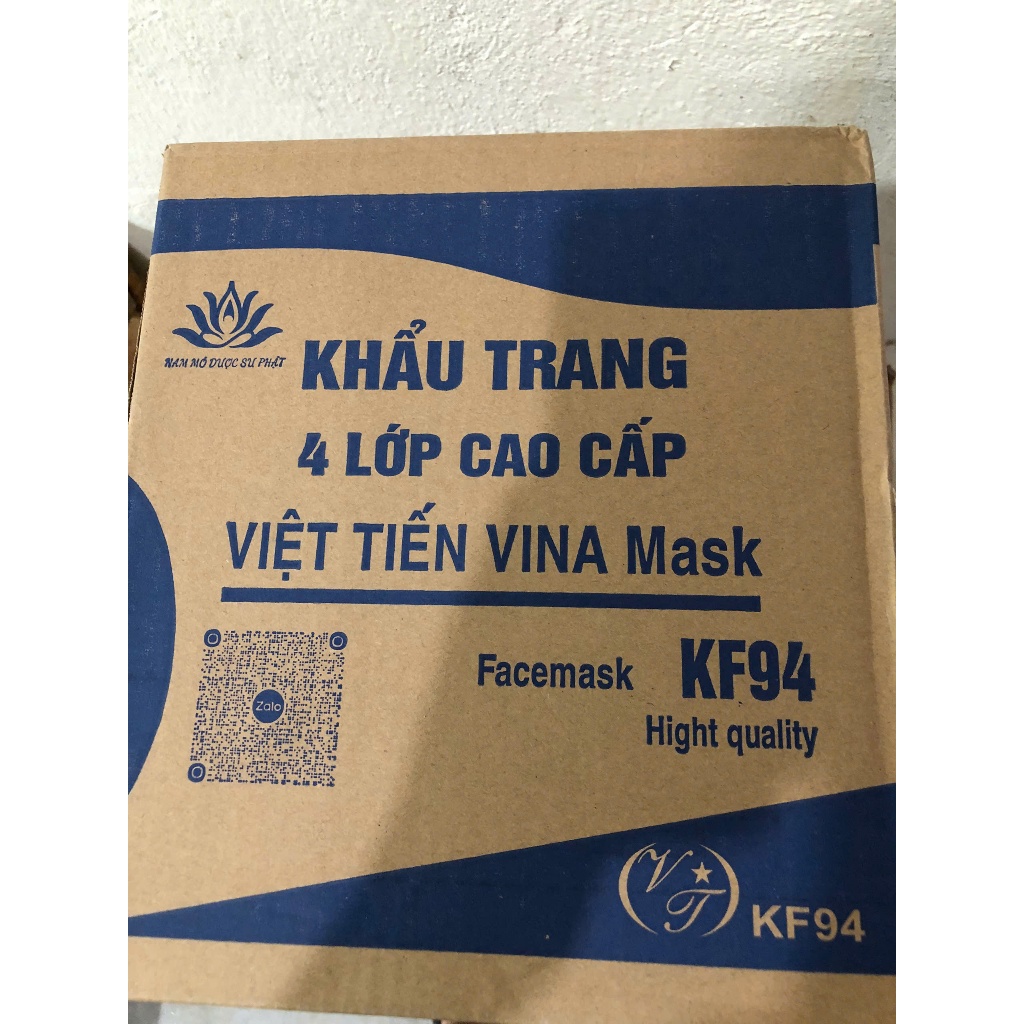 NAM MÔ DƯỢC SƯ PHẬT
KHẨU TRANG
4 LỚP CAO CẤP
VIỆT TIẾN VINA Mask
Zalo
Facemask KF94
Hight quality
VT
KF94